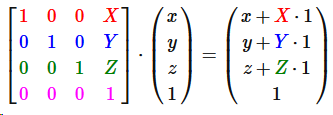 1 0 0 X x x + X · 1
0 1 0 Y · y = y + Y · 1
0 0 1 Z z z + Z · 1
0 0 0 1 1 1